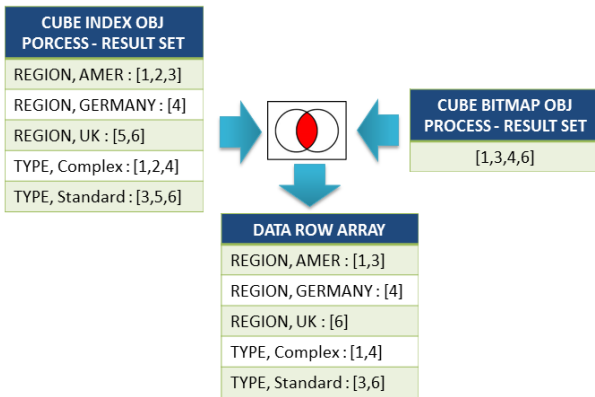 CUBE INDEX OBJ
PORCESS - RESULT SET
REGION, AMER : [1,2,3]
REGION, GERMANY : [4]
REGION, UK : [5,6]
TYPE, Complex : [1,2,4]
TYPE, Standard : [3,5,6]
CUBE BITMAP OBJ
PROCESS - RESULT SET
[1,3,4,6]
DATA ROW ARRAY
REGION, AMER : [1,3]
REGION, GERMANY : [4]
REGION, UK : [6]
TYPE, Complex : [1,4]
TYPE, Standard : [3,6]